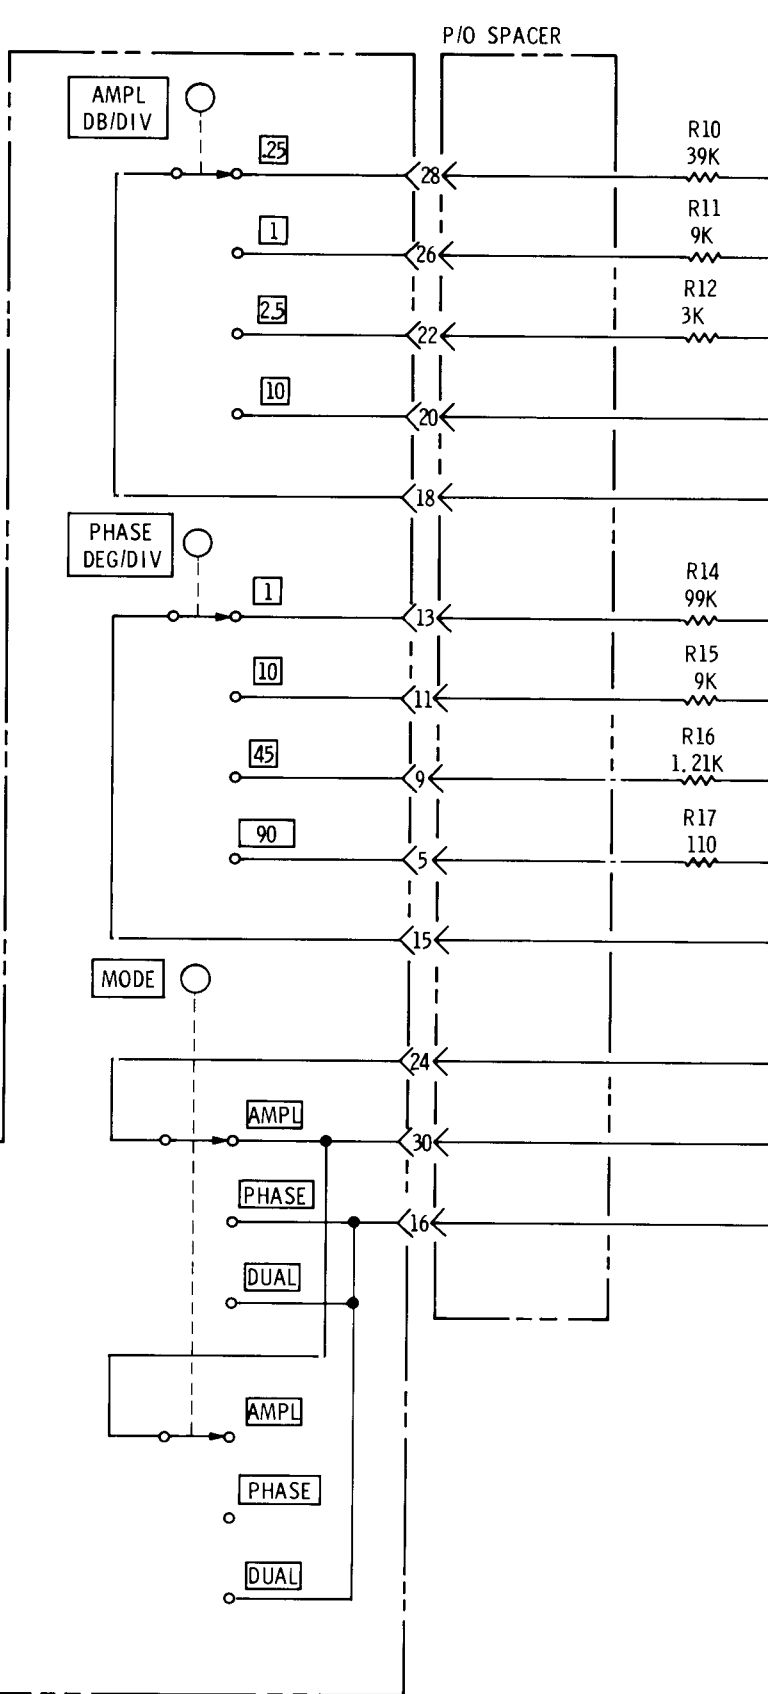 P/O SPACER
AMPL
DB/DIV
.25
28
R10
39K
1
26
R11
9K
2.5
22
R12
3K
10
20
18
PHASE
DEG/DIV
1
13
R14
99K
10
11
R15
9K
45
9
R16
1.21K
90
5
R17
110
15
MODE
24
AMPL
30
PHASE
16
DUAL
AMPL
PHASE
DUAL